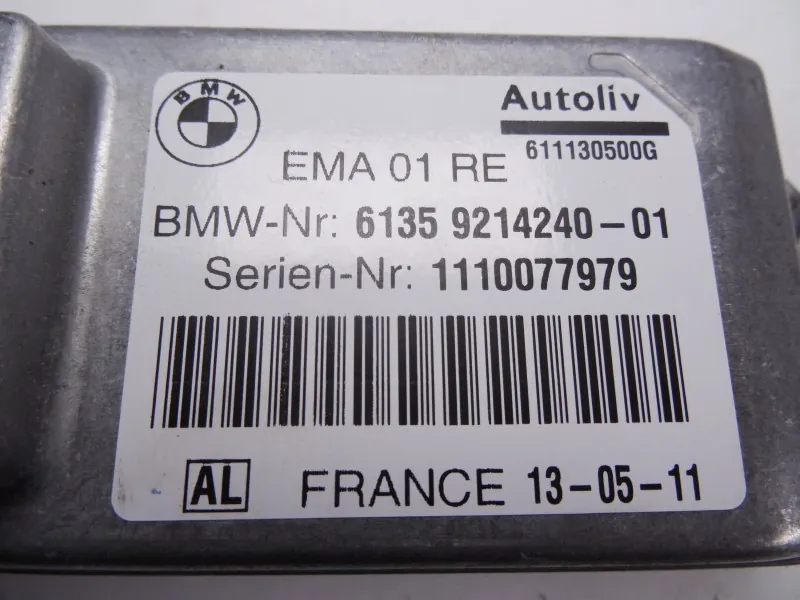 BMW
Autoliv
611130500G
EMA 01 RE
BMW-Nr: 6135 9214240-01
Serien-Nr: 1110077979
AL FRANCE 13-05-11